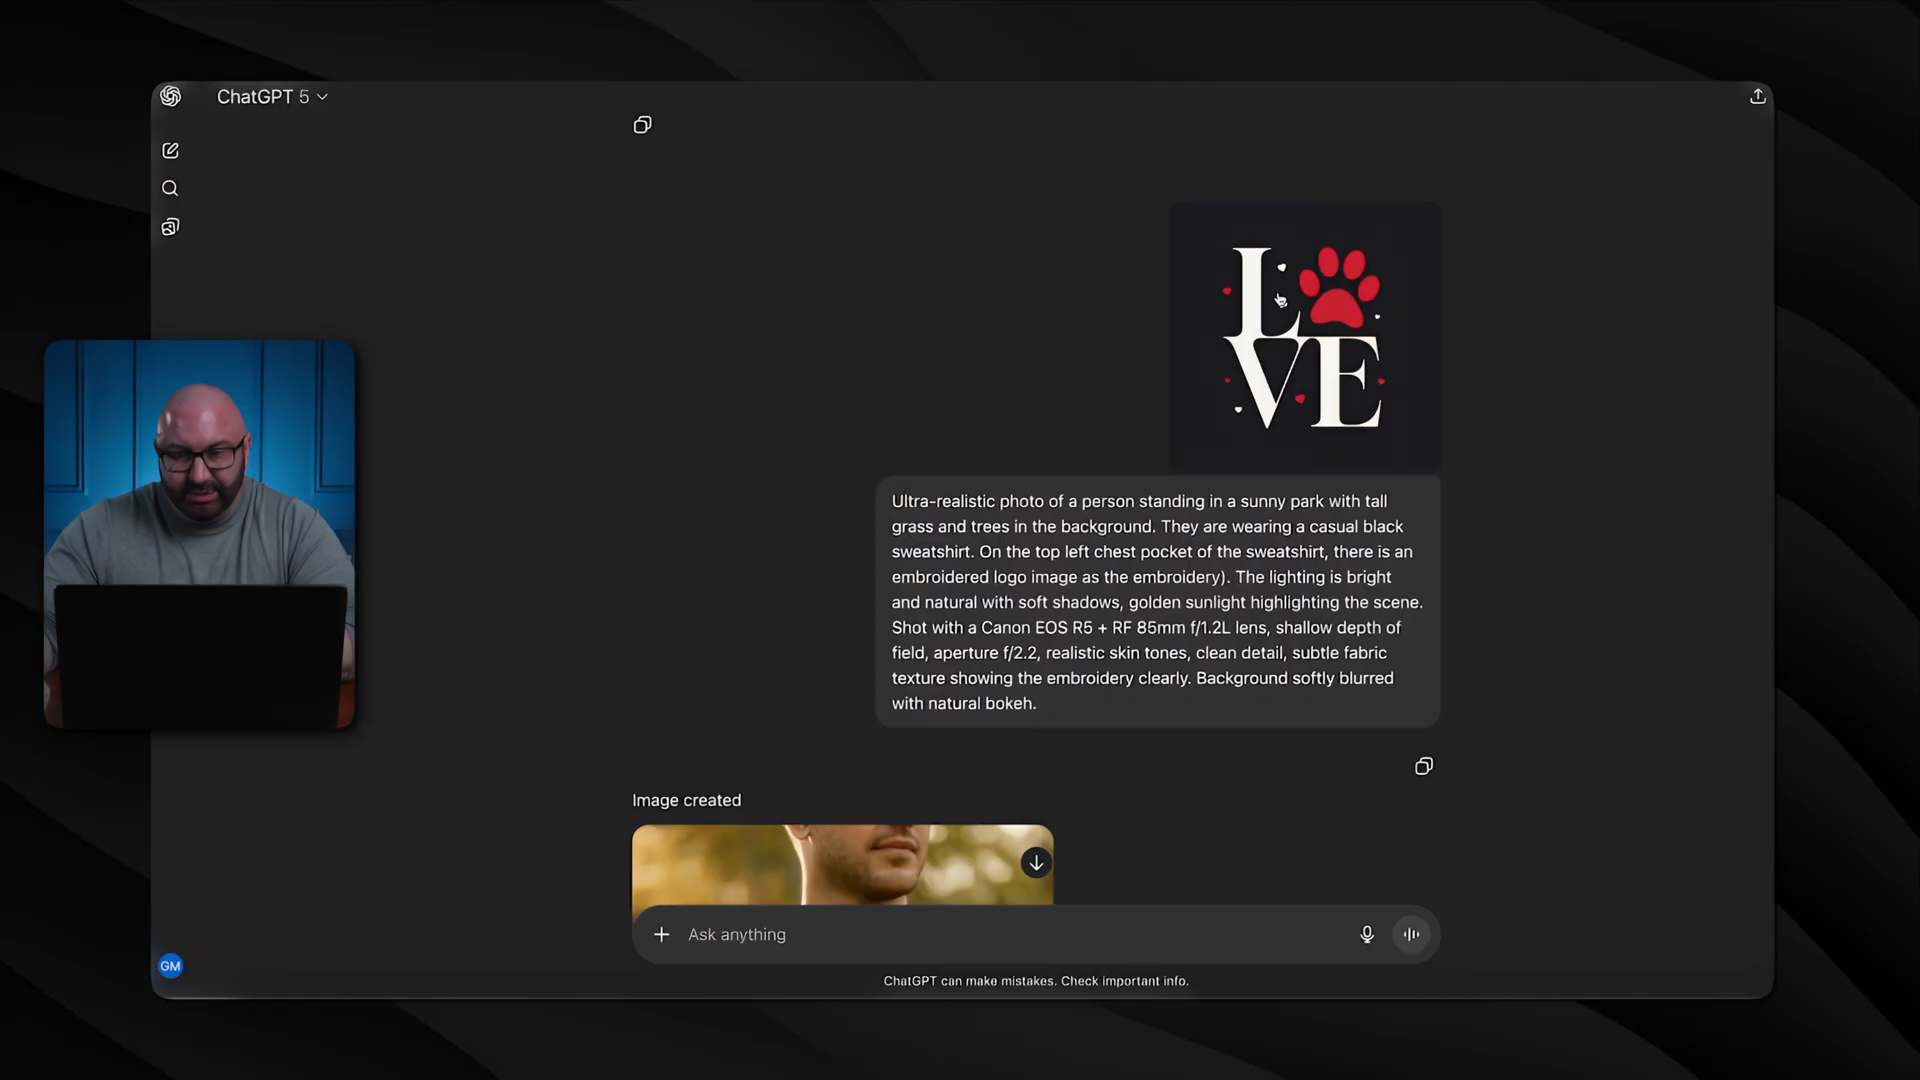 ChatGPT 5
L
VE
Ultra-realistic photo of a person standing in a sunny park with tall
grass and trees in the background. They are wearing a casual black
sweatshirt. On the top left chest pocket of the sweatshirt, there is an
embroidered logo image as the embroidery). The lighting is bright
and natural with soft shadows, golden sunlight highlighting the scene.
Shot with a Canon EOS R5 + RF 85mm f/1.2L lens, shallow depth of
field, aperture f/2.2, realistic skin tones, clean detail, subtle fabric
texture showing the embroidery clearly. Background softly blurred
with natural bokeh.
Image created
Ask anything
GM
ChatGPT can make mistakes. Check important info.